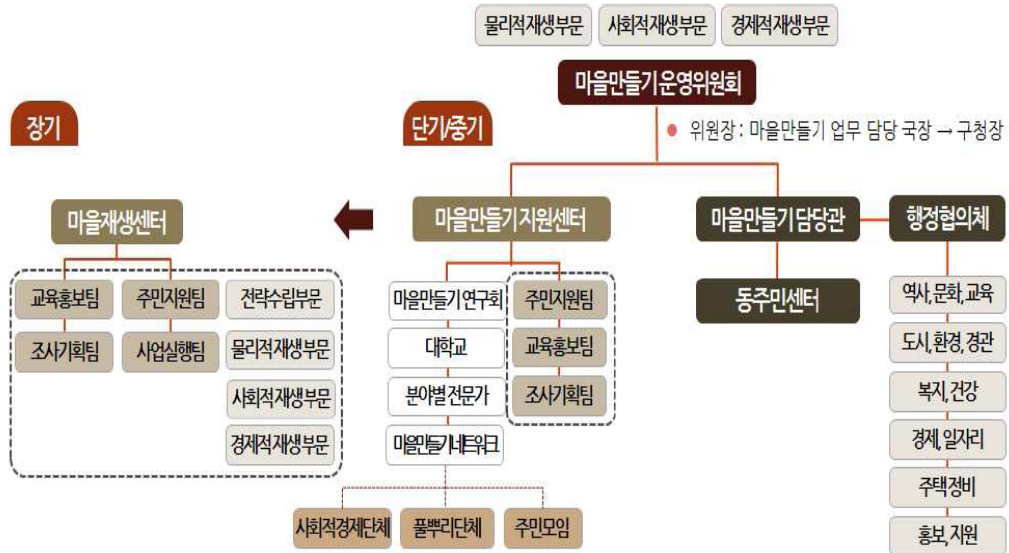 물리적재생부문 사회적재생부문 경제적재생부문
마을만들기 운영위원회
장기
단기/중기
● 위원장 : 마을만들기 업무 담당 국장 → 구청장
마을재생센터
마을만들기 지원센터
마을만들기 담당관
행정협의체
교육홍보팀 주민지원팀 전략수립부문
조사기획팀 사업실행팀 물리적재생부문
사회적재생부문
경제적재생부문
마을만들기 연구회
대학교
분야별 전문가
마을만들기네트워크
주민지원팀
교육홍보팀
조사기획팀
사회적경제단체 풀뿌리단체 주민모임
동주민센터
역사, 문화, 교육
도시, 환경, 경관
복지, 건강
경제, 일자리
주택정비
홍보, 지원